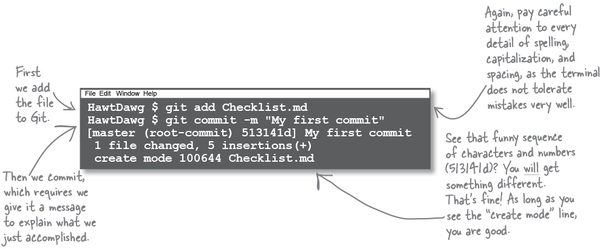 First
we add
the file
to Git.
Then we commit,
which requires we
give it a message
to explain what we
just accomplished.
File Edit Window Help
HawtDawg $ git add Checklist.md
HawtDawg $ git commit -m "My first commit"
[master (root-commit) 513141d] My first commit
1 file changed, 5 insertions(+)
create mode 100644 Checklist.md
Again, pay careful
attention to every
detail of spelling,
capitalization, and
spacing, as the terminal
does not tolerate
mistakes very well.
See that funny sequence
of characters and numbers
(513141d)? You will get
something different.
That's fine! As long as you
see the "create mode" line,
you are good.